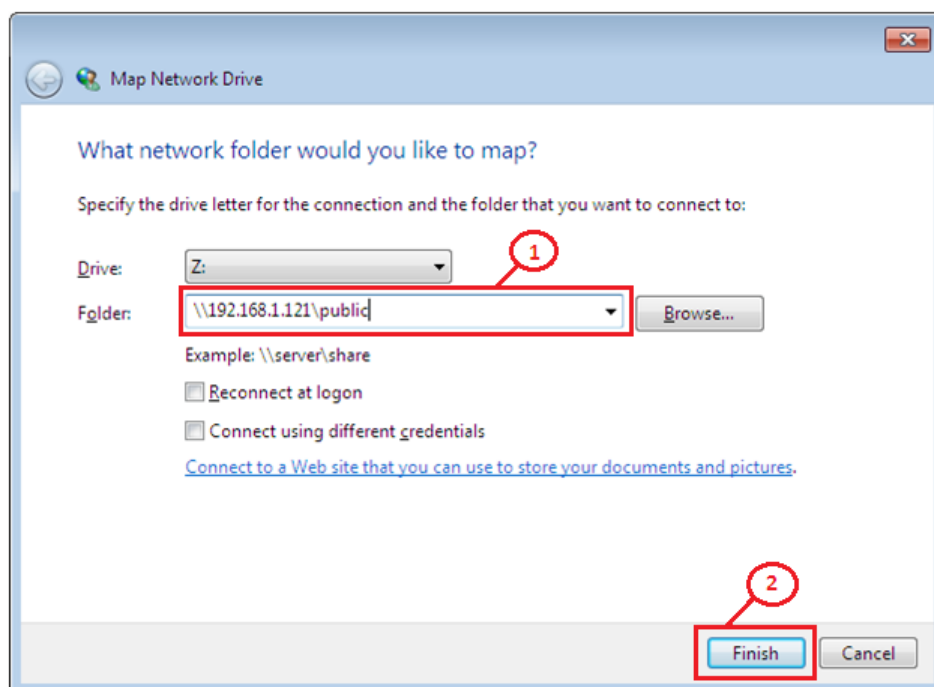 Map Network Drive
What network folder would you like to map?
Specify the drive letter for the connection and the folder that you want to connect to:
1
Drive: Z:
Folder: \\192.168.1.121\public Browse...
Example: \\server\share
Reconnect at logon
Connect using different credentials
Connect to a Web site that you can use to store your documents and pictures.
2
Finish Cancel